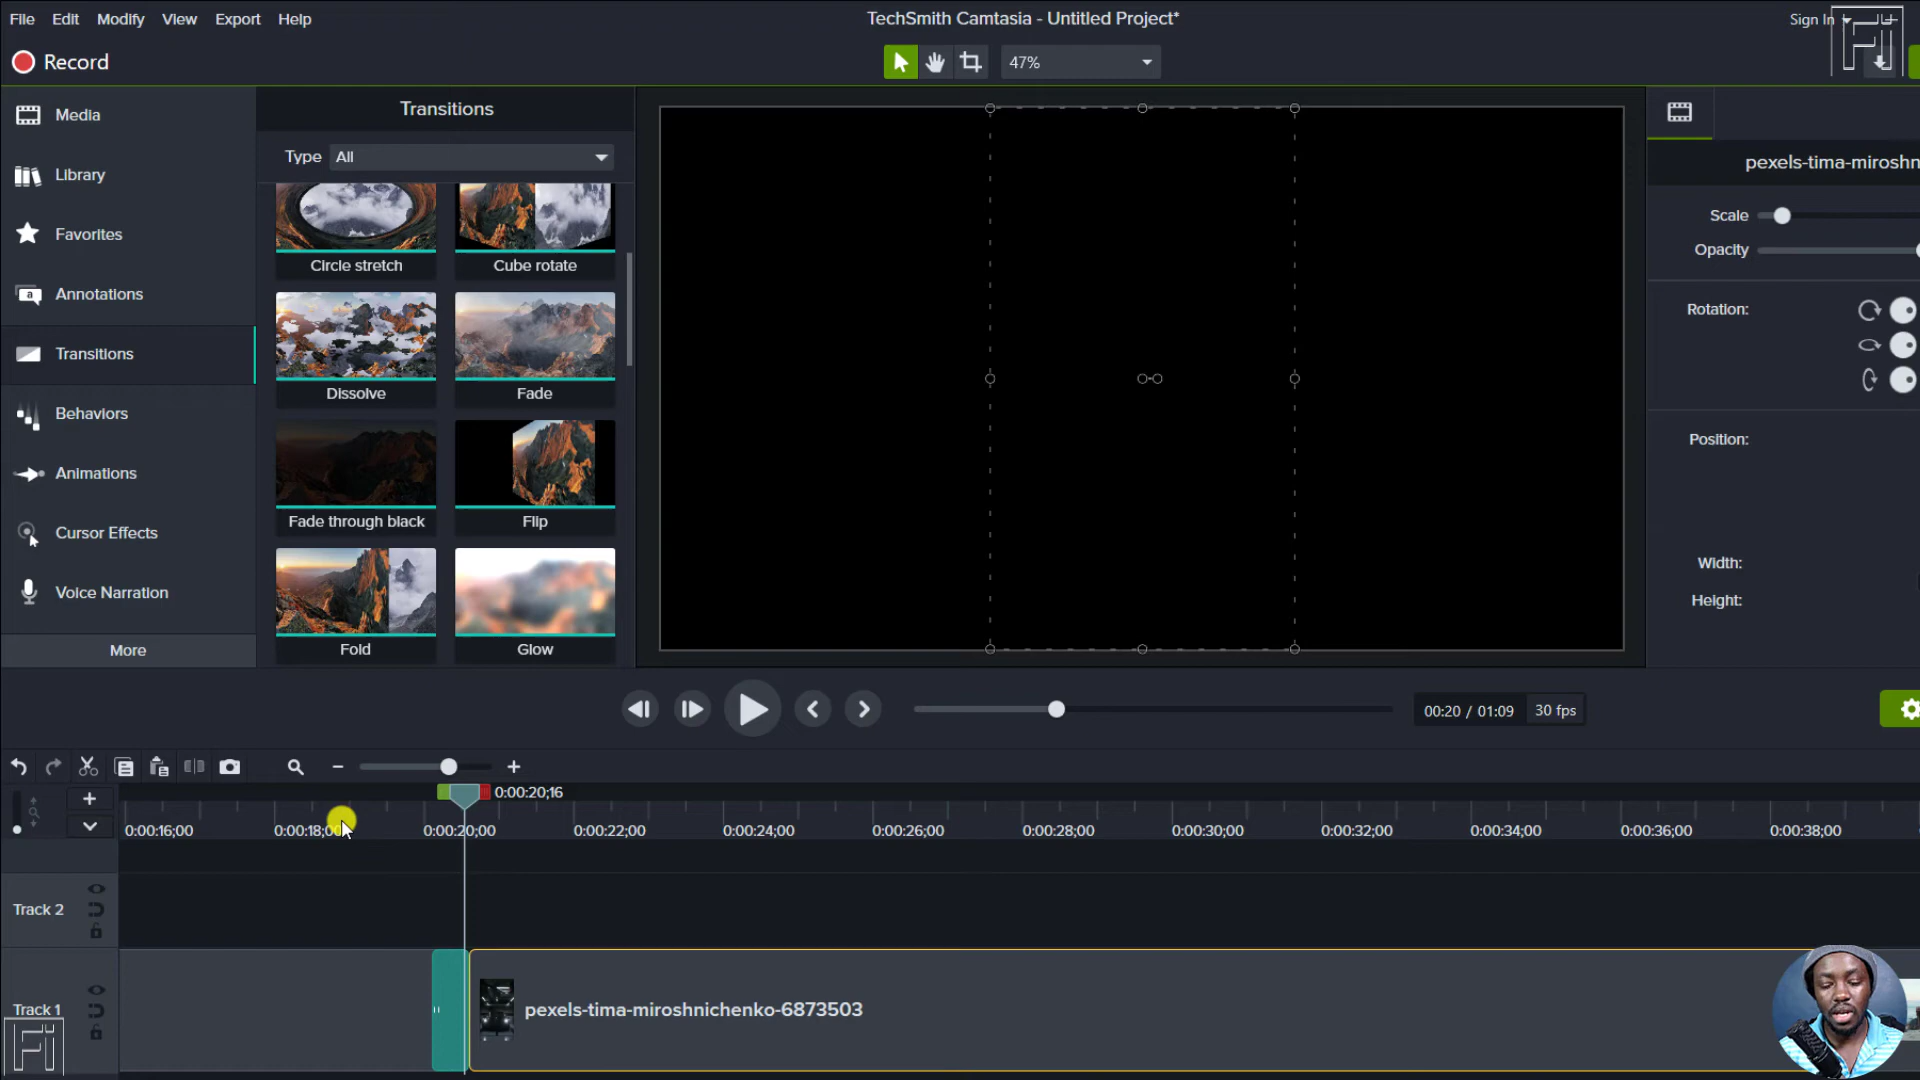 File Edit Modify View Export Help
TechSmith Camtasia - Untitled Project*
Sign In
Record
47%
Media
Library
Favorites
Annotations
Transitions
Behaviors
Animations
Cursor Effects
Voice Narration
More
Transitions
Type All
Circle stretch
Cube rotate
Dissolve
Fade
Fade through black
Flip
Fold
Glow
pexels-tima-miroshn
Scale
Opacity
Rotation:
Position:
Width:
Height:
00:20 / 01:09 30 fps
0:00:20;16
0:00:16;00 0:00:18;00 0:00:20;00 0:00:22;00 0:00:24;00 0:00:26;00 0:00:28;00 0:00:30;00 0:00:32;00 0:00:34;00 0:00:36;00 0:00:38;00
Track 2
Track 1
pexels-tima-miroshnichenko-6873503